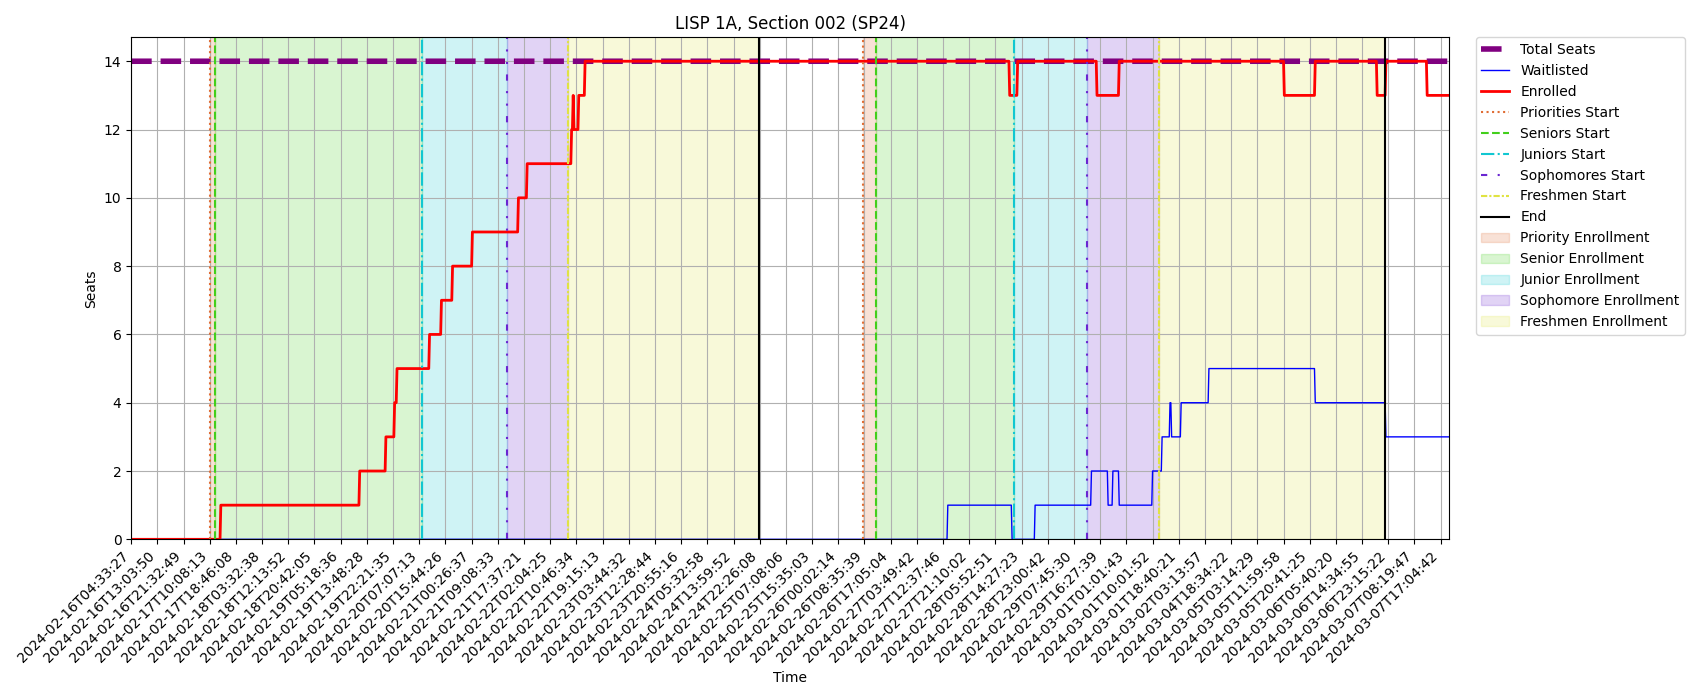 LISP 1A, Section 002 (SP24)
Seats
14
12
10
8
6
4
2
0
2024-02-16T04:33:27
2024-02-16T13:03:50
2024-02-16T21:32:49
2024-02-17T10:08:13
2024-02-17T18:46:08
2024-02-18T03:32:38
2024-02-18T12:13:52
2024-02-18T20:42:05
2024-02-19T05:18:36
2024-02-19T13:48:28
2024-02-19T22:21:35
2024-02-20T07:07:13
2024-02-20T15:44:26
2024-02-21T00:26:37
2024-02-21T09:08:33
2024-02-21T17:37:21
2024-02-22T02:04:25
2024-02-22T10:46:34
2024-02-22T19:15:13
2024-02-23T03:44:32
2024-02-23T12:28:44
2024-02-23T20:55:16
2024-02-24T05:32:58
2024-02-24T13:59:52
2024-02-24T22:26:08
2024-02-25T07:08:06
2024-02-25T15:35:03
2024-02-26T00:02:14
2024-02-26T08:35:39
2024-02-26T17:05:04
2024-02-27T03:49:42
2024-02-27T12:37:46
2024-02-27T21:10:02
2024-02-28T05:52:51
2024-02-28T14:27:23
2024-02-28T23:00:42
2024-02-29T07:45:30
2024-02-29T16:27:39
2024-03-01T01:01:43
2024-03-01T10:01:52
2024-03-01T18:40:21
2024-03-02T03:13:57
2024-03-04T18:34:22
2024-03-05T03:14:29
2024-03-05T11:59:58
2024-03-05T20:41:25
2024-03-06T05:40:20
2024-03-06T14:34:55
2024-03-06T23:15:22
2024-03-07T08:19:47
2024-03-07T17:04:42
Time
Total Seats
Waitlisted
Enrolled
Priorities Start
Seniors Start
Juniors Start
Sophomores Start
Freshmen Start
End
Priority Enrollment
Senior Enrollment
Junior Enrollment
Sophomore Enrollment
Freshmen Enrollment